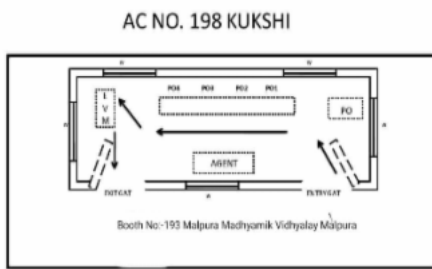 AC NO. 198 KUKSHI
PO4 PO3 PO2 PO1
E
V
M
PO
AGENT
EXITGAT
ENTRYGAT
Booth No:-193 Malpura Madhyamik Vidhyalay Malpura